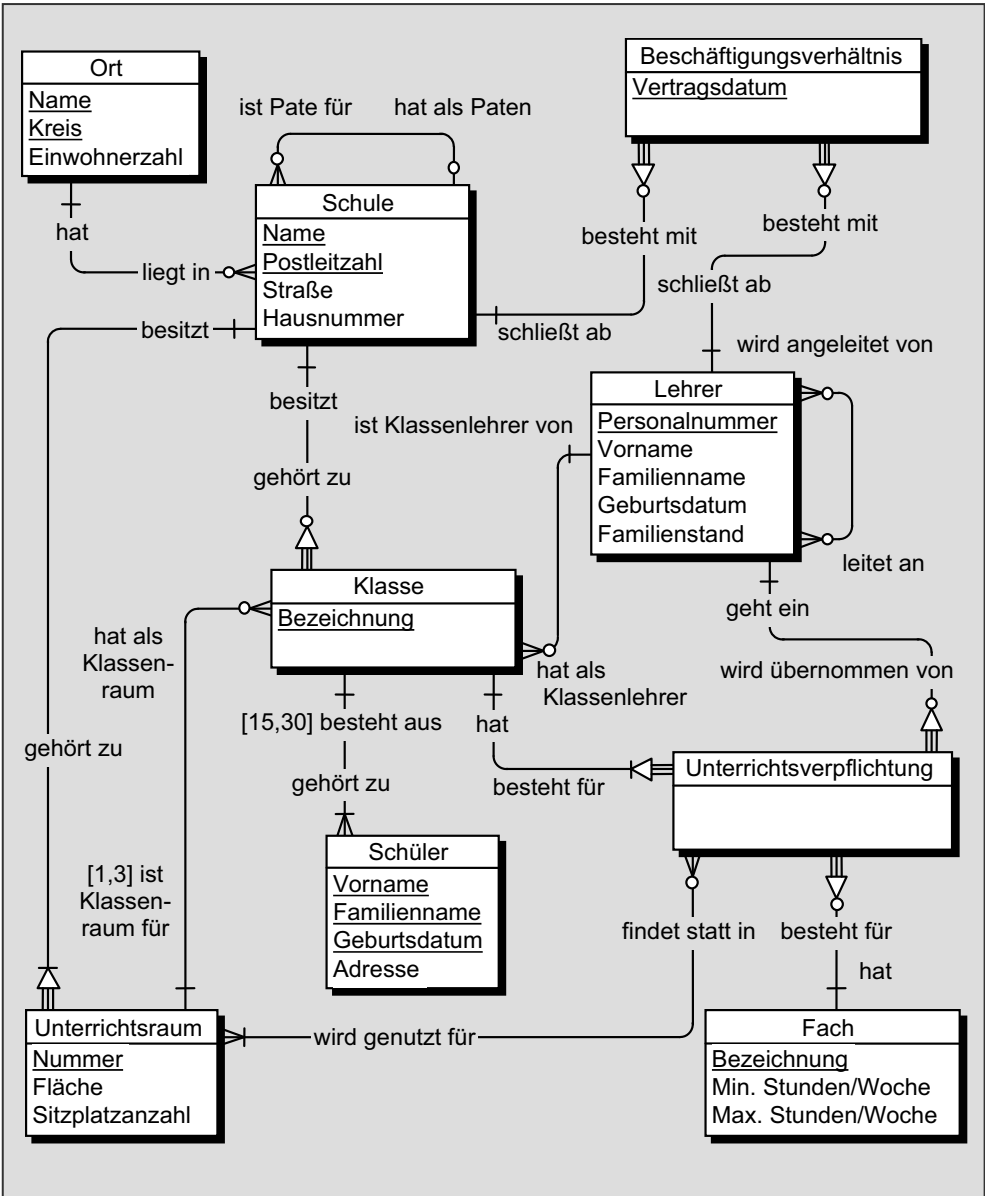 Ort
Name
Kreis
Einwohnerzahl
Beschäftigungsverhältnis
Vertragsdatum
ist Pate für
hat als Paten
Schule
Name
Postleitzahl
Straße
Hausnummer
hat
liegt in
besteht mit
besteht mit
schließt ab
schließt ab
besitzt
besitzt
wird angeleitet von
Lehrer
Personalnummer
Vorname
Familienname
Geburtsdatum
Familienstand
ist Klassenlehrer von
gehört zu
leitet an
geht ein
Klasse
Bezeichnung
hat als
Klassen-
raum
hat als
Klassenlehrer
wird übernommen von
[15,30] besteht aus
hat
gehört zu
gehört zu
besteht für
Unterrichtsverpflichtung
Schüler
Vorname
Familienname
Geburtsdatum
Adresse
[1,3] ist
Klassen-
raum für
findet statt in
besteht für
hat
Unterrichtsraum
Nummer
Fläche
Sitzplatzanzahl
wird genutzt für
Fach
Bezeichnung
Min. Stunden/Woche
Max. Stunden/Woche